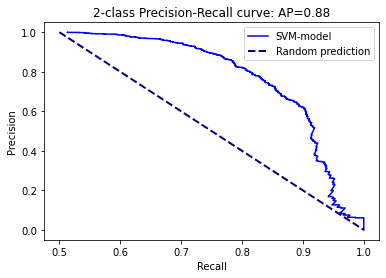 2-class Precision-Recall curve: AP=0.88
SVM-model
Random prediction
Precision
1.0
0.8
0.6
0.4
0.2
0.0
0.5 0.6 0.7 0.8 0.9 1.0
Recall